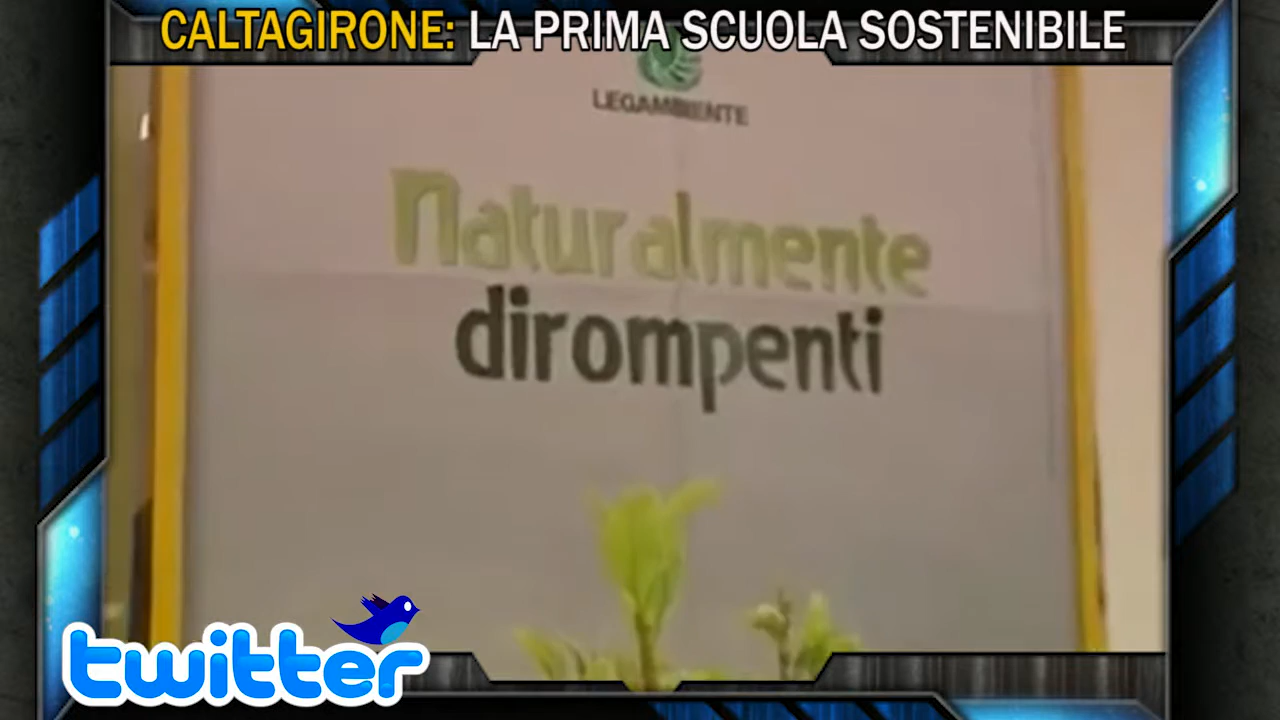 CALTAGIRONE: LA PRIMA SCUOLA SOSTENIBILE
LEGAMBIENTE
Naturalmente
dirompenti
twitter